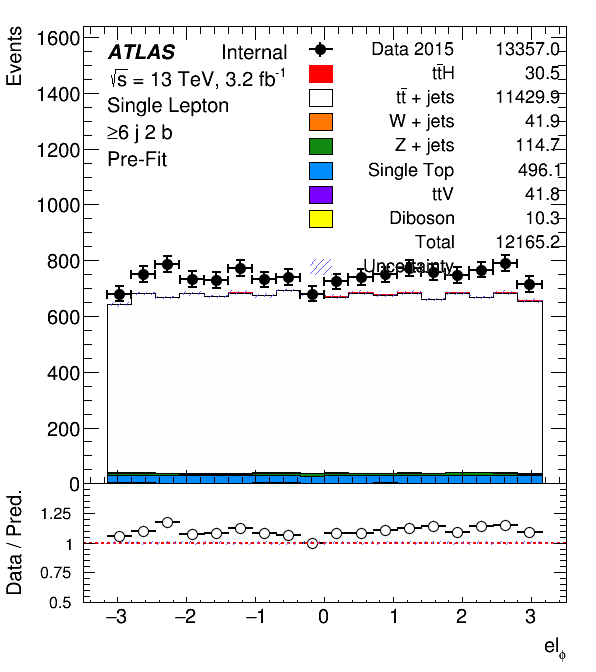 Events
1600
1400
1200
1000
800
600
400
200
0
ATLAS Internal
√s = 13 TeV, 3.2 fb-1
Single Lepton
≥6 j 2 b
Pre-Fit
Data 2015 13357.0
tt̄H 30.5
tt̄ + jets 11429.9
W + jets 41.9
Z + jets 114.7
Single Top 496.1
ttV 41.8
Diboson 10.3
Total 12165.2
Uncertainty
Data / Pred.
1.25
1
0.75
0.5
−3 −2 −1 0 1 2 3
elϕ